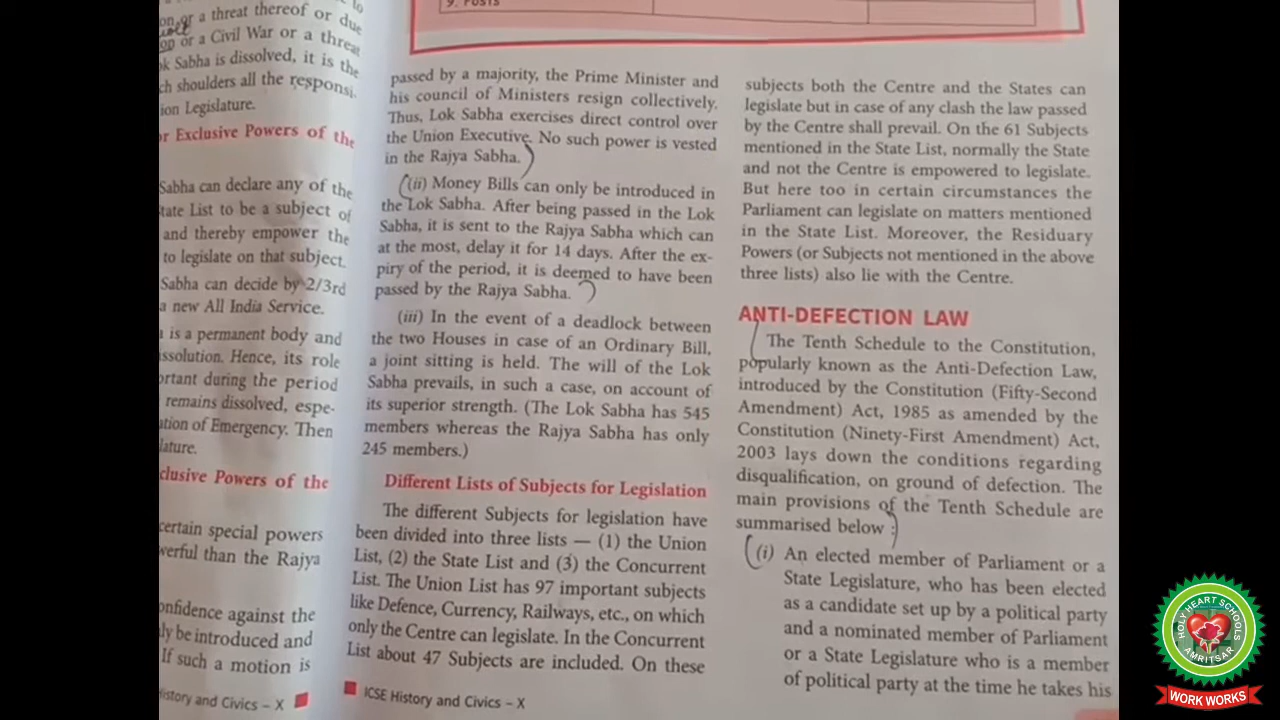 9. Posts
on or a threat thereof or due
or a Civil War or a threat
ok Sabha is dissolved, it is the
ch shoulders all the responsi-
ion Legislature.
or Exclusive Powers of the
Sabha can declare any of the
tate List to be a subject of
and thereby empower the
to legislate on that subject.
Sabha can decide by 2/3rd
a new All India Service.
a is a permanent body and
issolution. Hence, its role
ortant during the period
remains dissolved, espe-
ation of Emergency. Then
lature.
clusive Powers of the
certain special powers
werful than the Rajya
onfidence against the
ly be introduced and
If such a motion is
istory and Civics – X
passed by a majority, the Prime Minister and
his council of Ministers resign collectively.
Thus, Lok Sabha exercises direct control over
the Union Executive. No such power is vested
in the Rajya Sabha.
(ii) Money Bills can only be introduced in
the Lok Sabha. After being passed in the Lok
Sabha, it is sent to the Rajya Sabha which can
at the most, delay it for 14 days. After the ex-
piry of the period, it is deemed to have been
passed by the Rajya Sabha.
(iii) In the event of a deadlock between
the two Houses in case of an Ordinary Bill,
a joint sitting is held. The will of the Lok
Sabha prevails, in such a case, on account of
its superior strength. (The Lok Sabha has 545
members whereas the Rajya Sabha has only
245 members.)
Different Lists of Subjects for Legislation
The different Subjects for legislation have
been divided into three lists — (1) the Union
List, (2) the State List and (3) the Concurrent
List. The Union List has 97 important subjects
like Defence, Currency, Railways, etc., on which
only the Centre can legislate. In the Concurrent
List about 47 Subjects are included. On these
ICSE History and Civics – X
subjects both the Centre and the States can
legislate but in case of any clash the law passed
by the Centre shall prevail. On the 61 Subjects
mentioned in the State List, normally the State
and not the Centre is empowered to legislate.
But here too in certain circumstances the
Parliament can legislate on matters mentioned
in the State List. Moreover, the Residuary
Powers (or Subjects not mentioned in the above
three lists) also lie with the Centre.
ANTI-DEFECTION LAW
The Tenth Schedule to the Constitution,
popularly known as the Anti-Defection Law,
introduced by the Constitution (Fifty-Second
Amendment) Act, 1985 as amended by the
Constitution (Ninety-First Amendment) Act,
2003 lays down the conditions regarding
disqualification, on ground of defection. The
main provisions of the Tenth Schedule are
summarised below :
(i) An elected member of Parliament or a
State Legislature, who has been elected
as a candidate set up by a political party
and a nominated member of Parliament
or a State Legislature who is a member
of political party at the time he takes his
HOLY HEART SCHOOLS
AMRITSAR
WORK WORKS